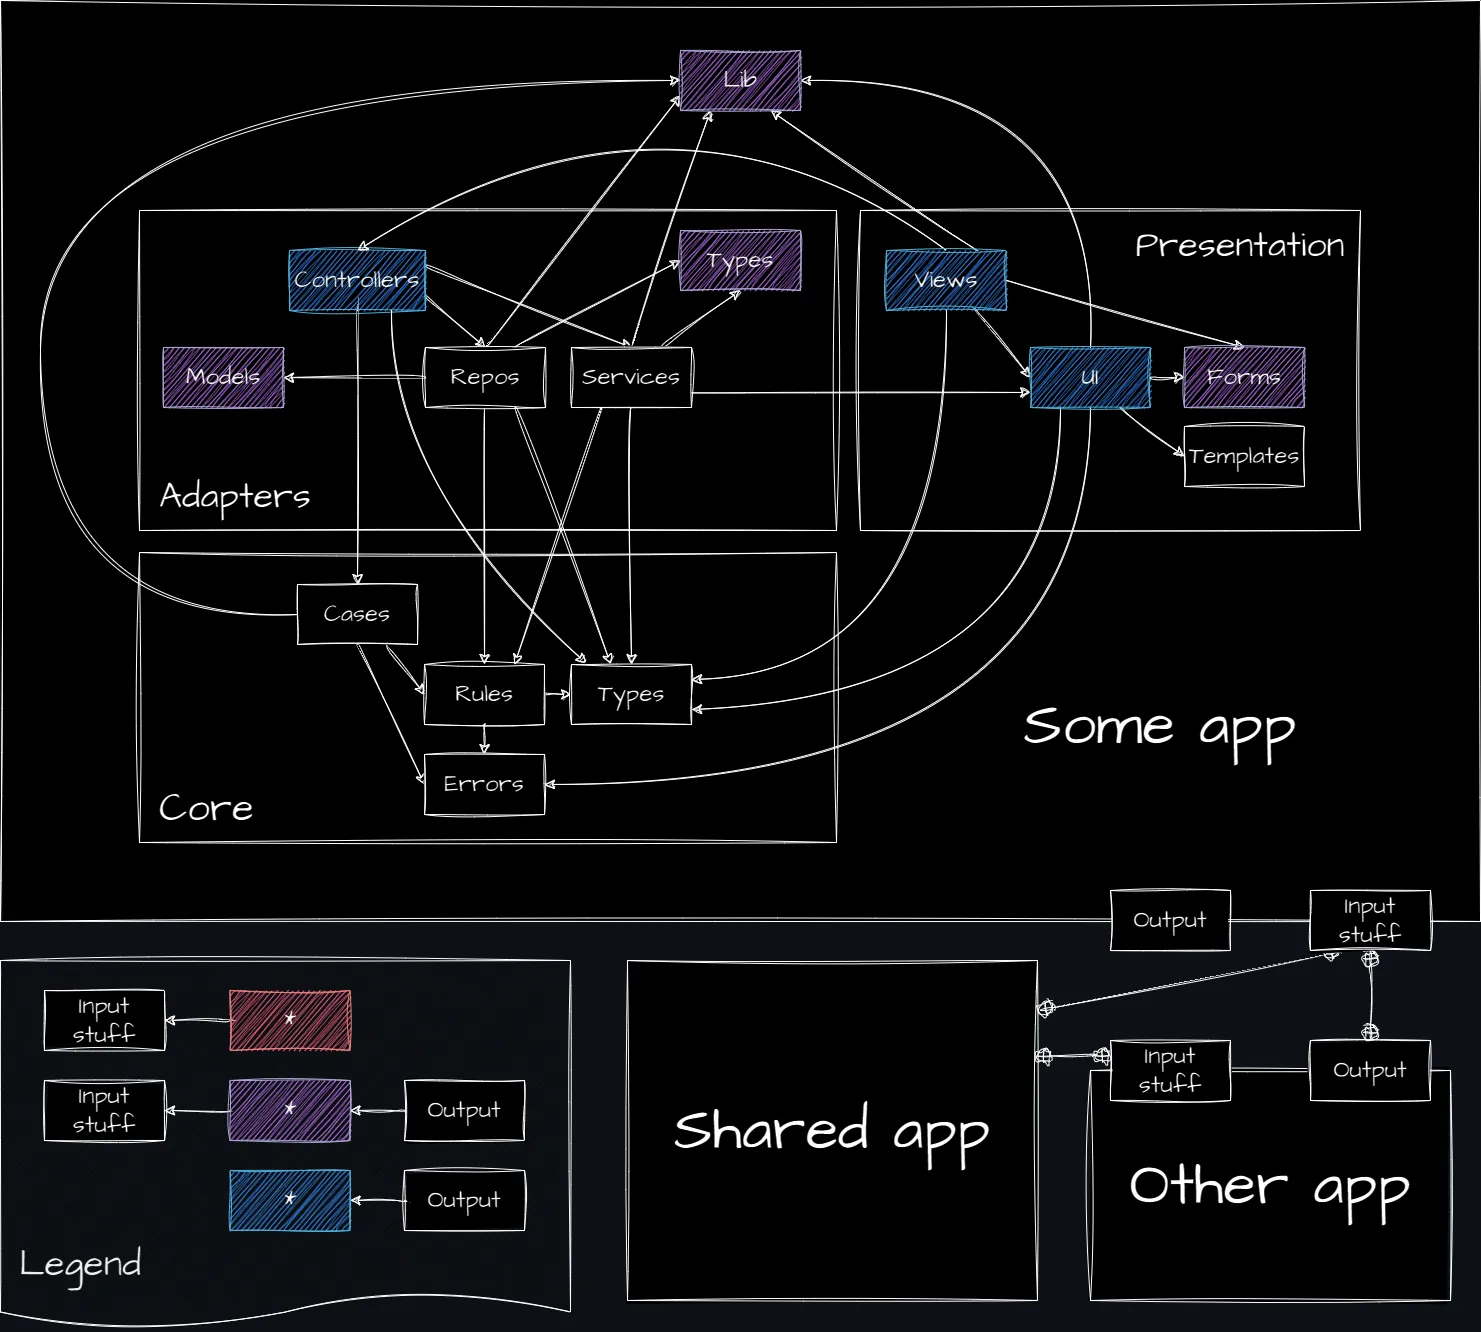 Lib
Controllers
Types
Views
Presentation
Models
Repos
Services
UI
Forms
Templates
Adapters
Cases
Rules
Types
Errors
Core
Some app
Output
Input
stuff
Input
stuff
*
Input
stuff
*
Output
*
Output
Legend
Shared app
Input
stuff
Output
Other app